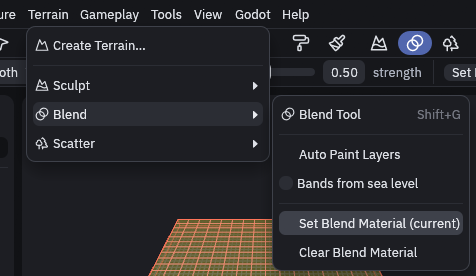 ure Terrain Gameplay Tools View Godot Help
Create Terrain...
oth 0.50 strength Set
Sculpt
Blend
Scatter
Blend Tool Shift+G
Auto Paint Layers
Bands from sea level
Set Blend Material (current)
Clear Blend Material